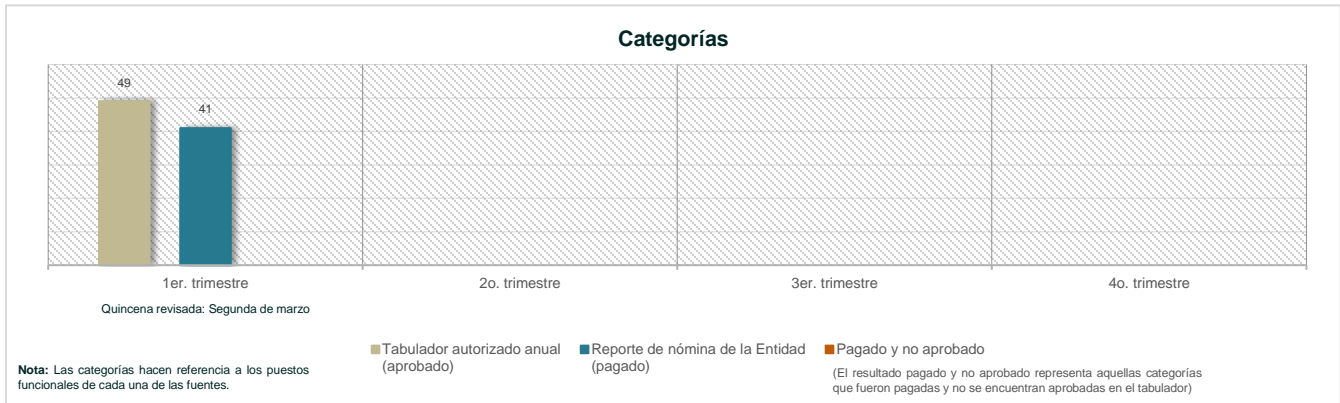 Categorías
49
41
1er. trimestre
2o. trimestre
3er. trimestre
4o. trimestre
Quincena revisada: Segunda de marzo
Tabulador autorizado anual
(aprobado)
Reporte de nómina de la Entidad
(pagado)
Pagado y no aprobado
(El resultado pagado y no aprobado representa aquellas categorías
que fueron pagadas y no se encuentran aprobadas en el tabulador)
Nota: Las categorías hacen referencia a los puestos
funcionales de cada una de las fuentes.